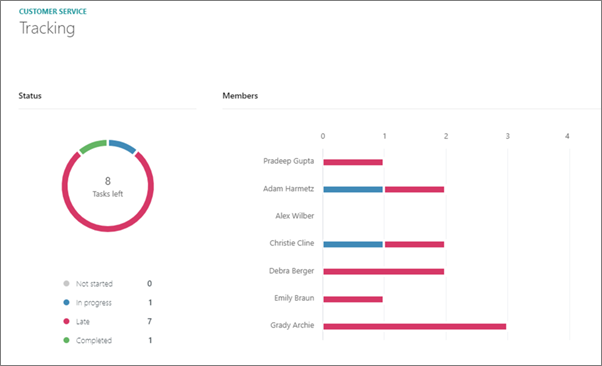 CUSTOMER SERVICE
Tracking
Status
Members
0 1 2 3 4
8
Tasks left
Pradeep Gupta
Adam Harmetz
Alex Wilber
Christie Cline
Debra Berger
Emily Braun
Grady Archie
Not started 0
In progress 1
Late 7
Completed 1